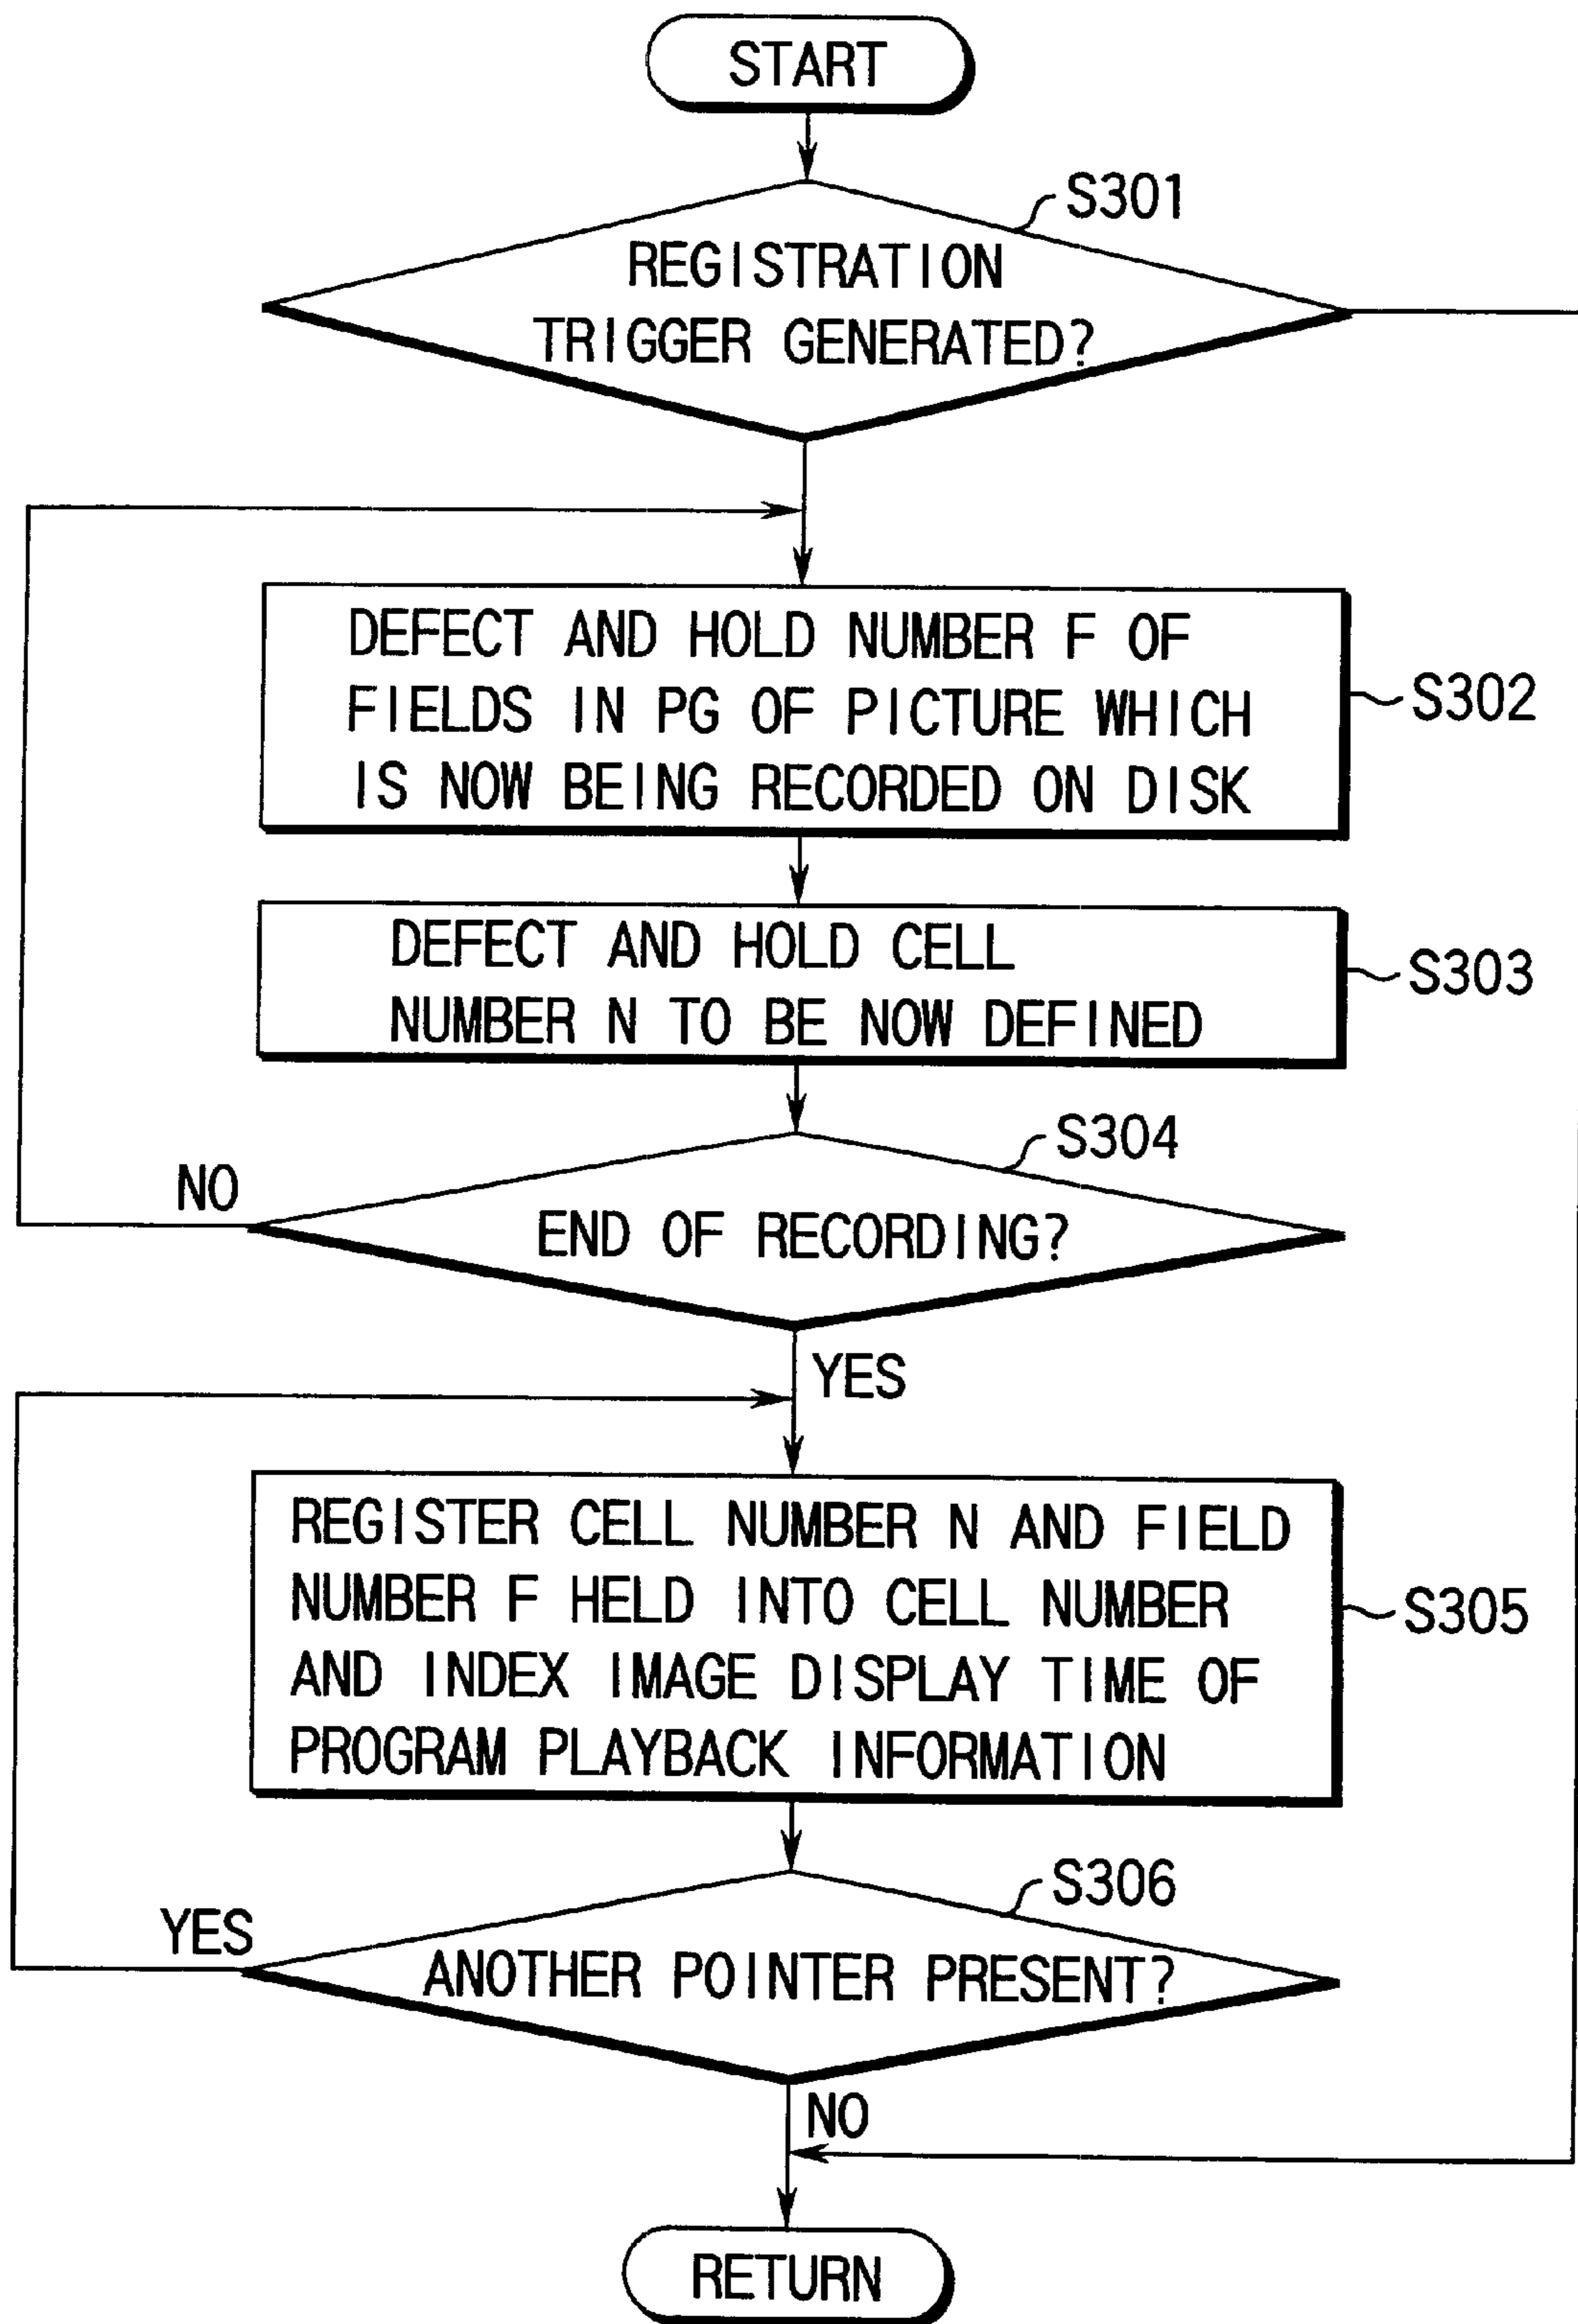 START
S301
REGISTRATION
TRIGGER GENERATED?
DEFECT AND HOLD NUMBER F OF
FIELDS IN PG OF PICTURE WHICH
IS NOW BEING RECORDED ON DISK
S302
DEFECT AND HOLD CELL
NUMBER N TO BE NOW DEFINED
S303
S304
NO
END OF RECORDING?
YES
REGISTER CELL NUMBER N AND FIELD
NUMBER F HELD INTO CELL NUMBER
AND INDEX IMAGE DISPLAY TIME OF
PROGRAM PLAYBACK INFORMATION
S305
S306
YES
ANOTHER POINTER PRESENT?
NO
RETURN